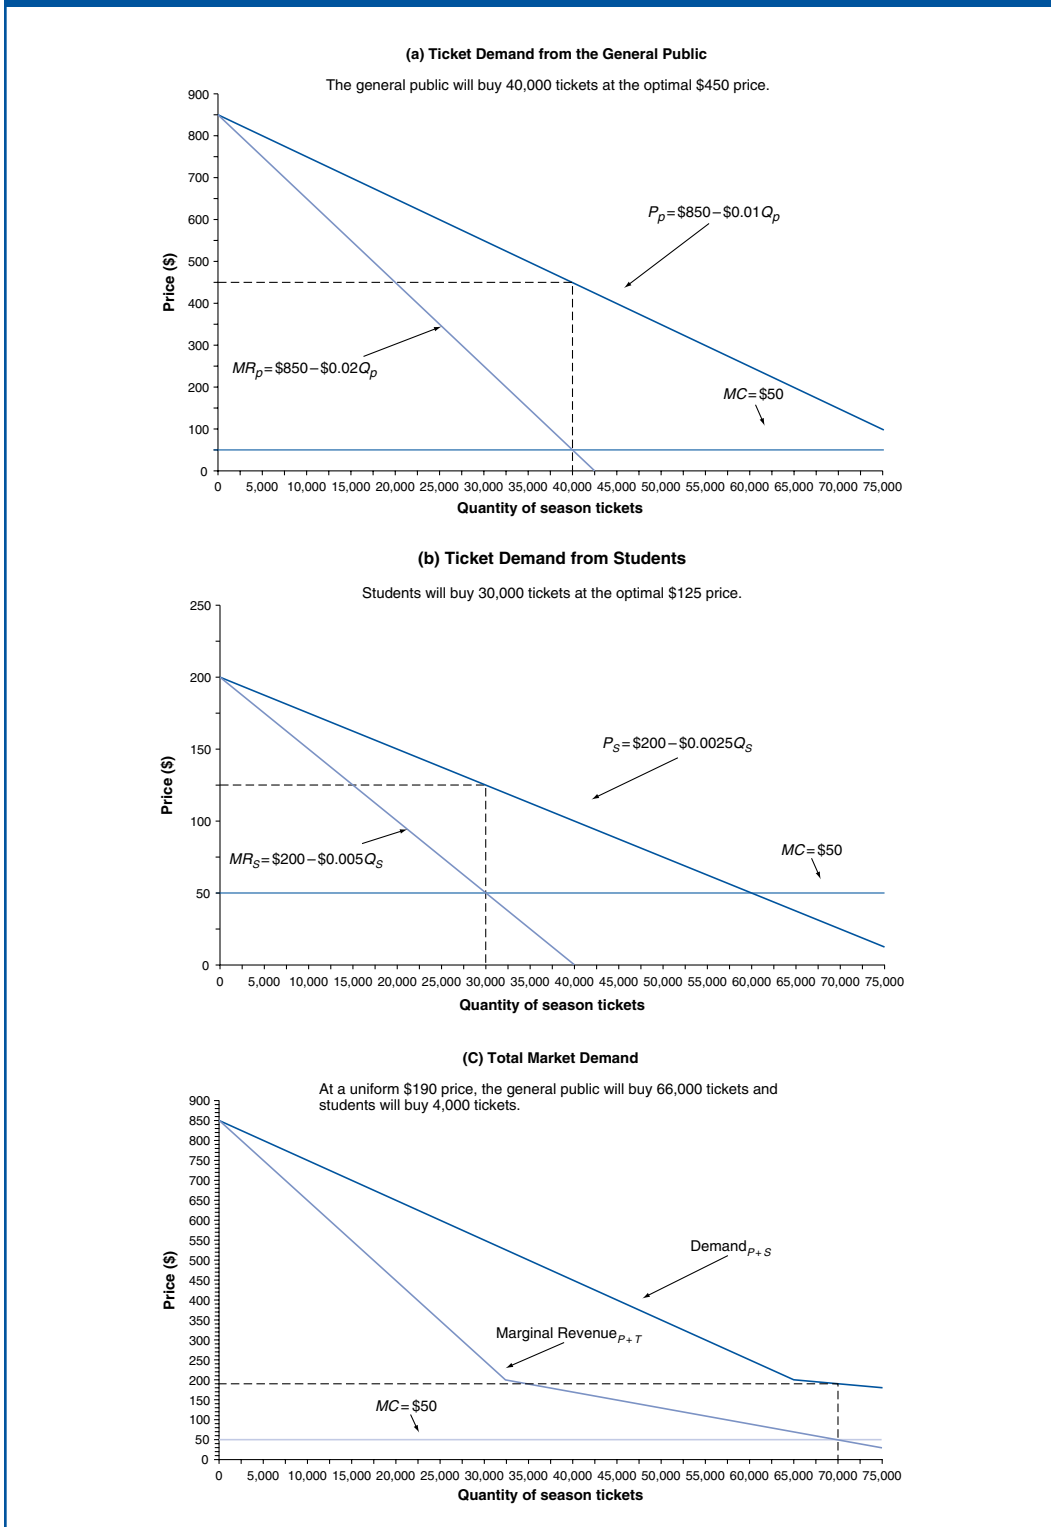 (a) Ticket Demand from the General Public
The general public will buy 40,000 tickets at the optimal $450 price.
900
800
700
600
500
400
300
200
100
0
Price ($)
P_p=$850–$0.01Q_p
MR_p=$850–$0.02Q_p
MC=$50
0 5,000 10,000 15,000 20,000 25,000 30,000 35,000 40,000 45,000 50,000 55,000 60,000 65,000 70,000 75,000
Quantity of season tickets
(b) Ticket Demand from Students
Students will buy 30,000 tickets at the optimal $125 price.
250
200
150
100
50
0
Price ($)
P_S=$200–$0.0025Q_S
MR_S=$200–$0.005Q_S
MC=$50
0 5,000 10,000 15,000 20,000 25,000 30,000 35,000 40,000 45,000 50,000 55,000 60,000 65,000 70,000 75,000
Quantity of season tickets
(C) Total Market Demand
At a uniform $190 price, the general public will buy 66,000 tickets and
students will buy 4,000 tickets.
900
850
800
750
700
650
600
550
500
450
400
350
300
250
200
150
100
50
0
Price ($)
Demand_P+S
Marginal Revenue_P+T
MC=$50
0 5,000 10,000 15,000 20,000 25,000 30,000 35,000 40,000 45,000 50,000 55,000 60,000 65,000 70,000 75,000
Quantity of season tickets